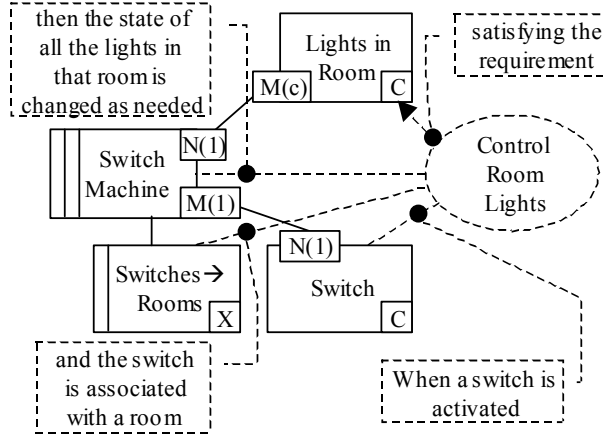 then the state of
all the lights in
that room is
changed as needed
Lights in
Room
M(c)
C
satisfying the
requirement
N(1)
Switch
Machine
M(1)
Control
Room
Lights
N(1)
Switches→
Rooms
X
Switch
C
and the switch
is associated
with a room
When a switch is
activated